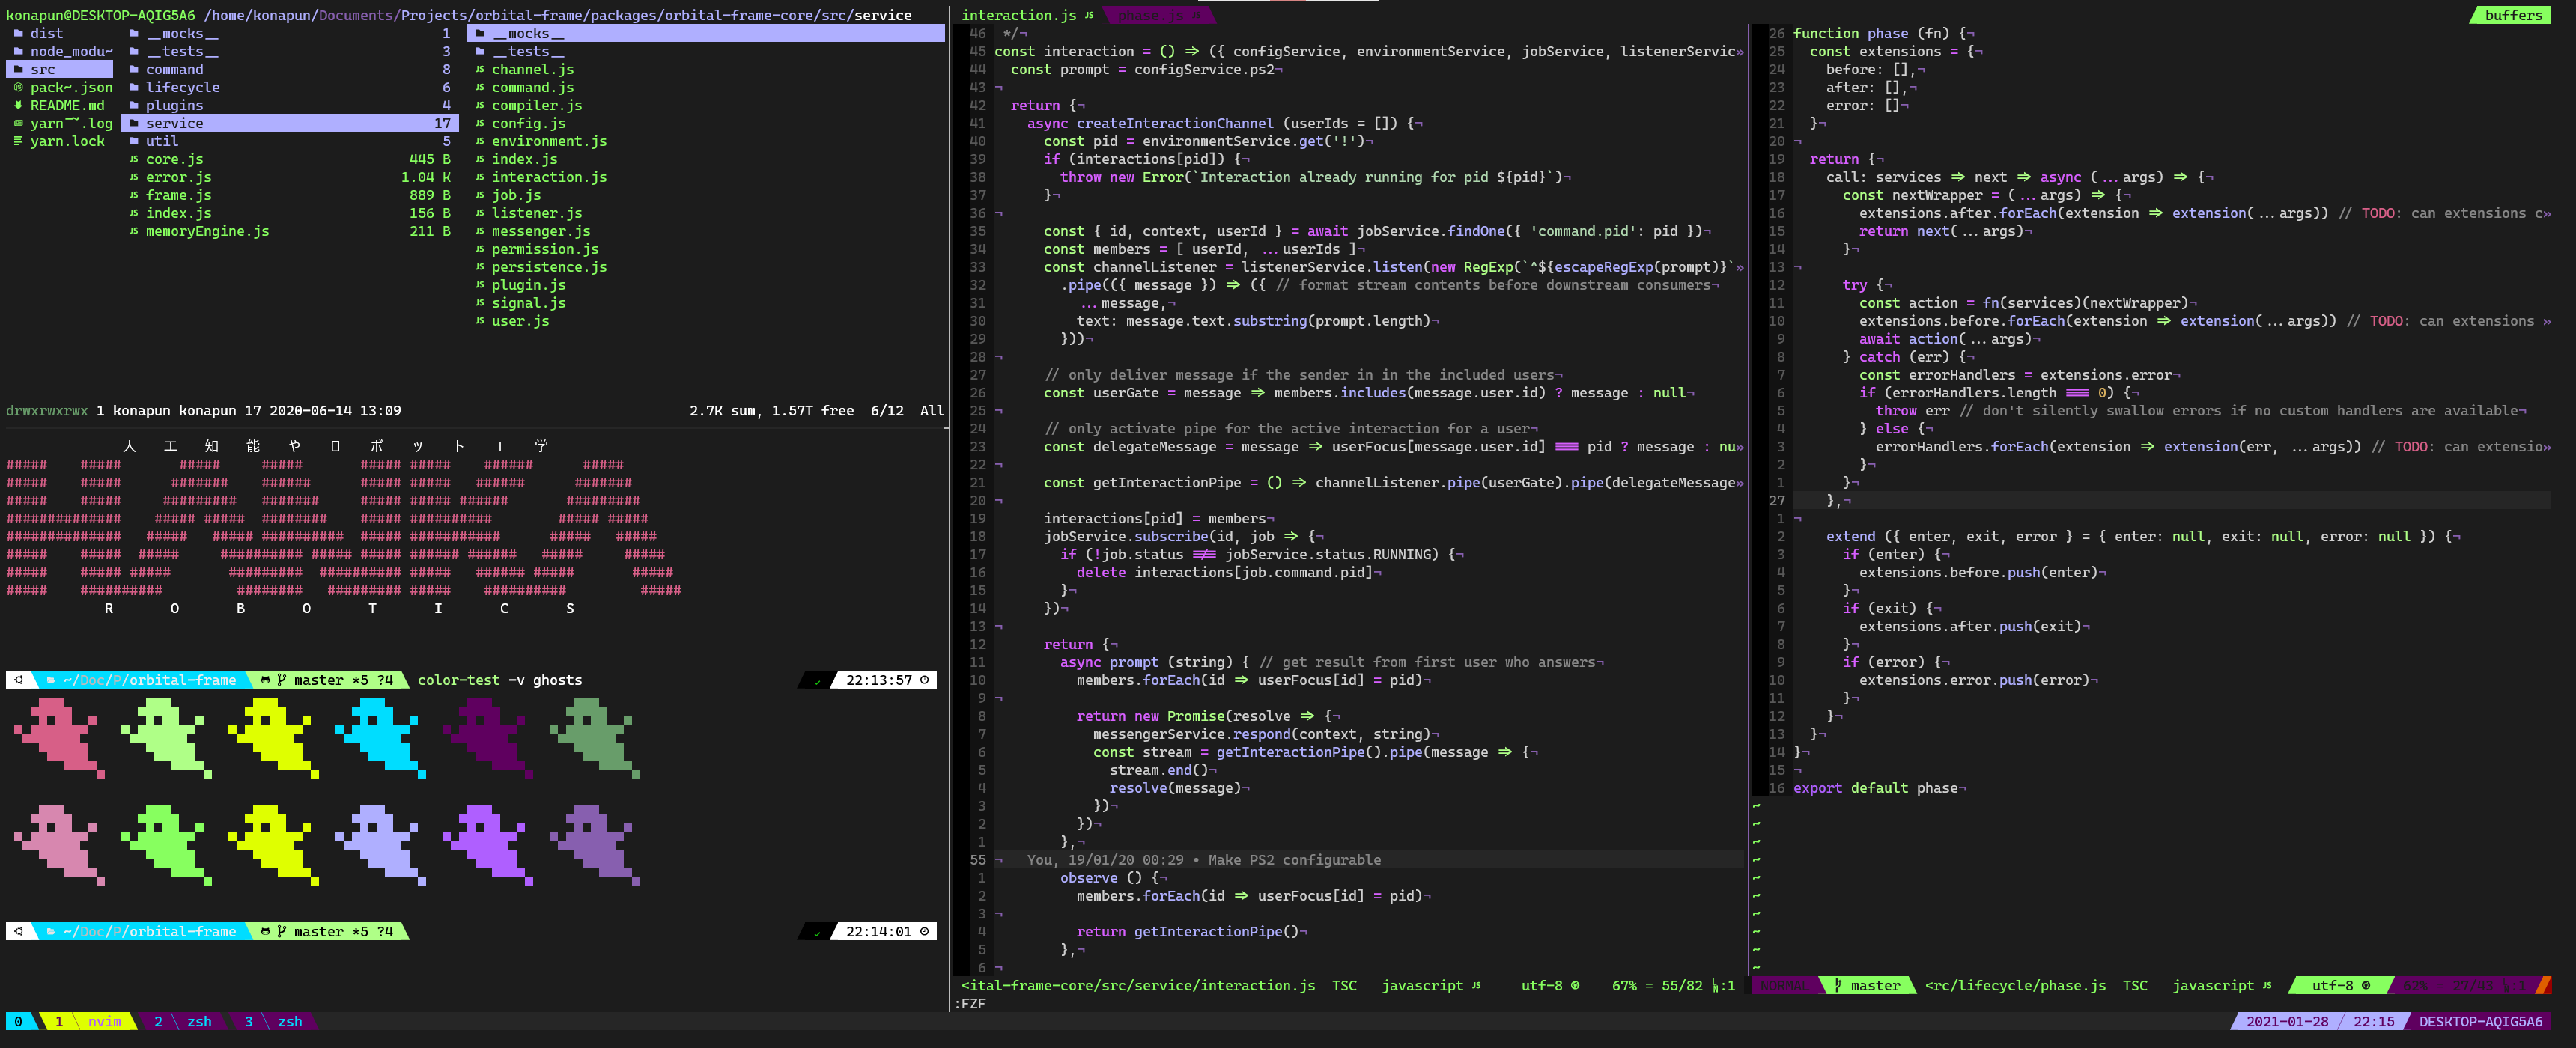 konapun@DESKTOP-AQIG5A6 /home/konapun/Documents/Projects/orbital-frame/packages/orbital-frame-core/src/service
dist
node_modu~
src
pack~.json
README.md
yarn~.log
yarn.lock
__mocks__ 1
__tests__ 3
command 8
lifecycle 6
plugins 4
service 17
util 5
core.js 445 B
error.js 1.04 K
frame.js 889 B
index.js 156 B
memoryEngine.js 211 B
__mocks__
__tests__
channel.js
command.js
compiler.js
config.js
environment.js
index.js
interaction.js
job.js
listener.js
messenger.js
permission.js
persistence.js
plugin.js
signal.js
user.js
drwxrwxrwx 1 konapun konapun 17 2020-06-14 13:09 2.7K sum, 1.57T free 6/12 All
人 工 知 能 や ロ ボ ッ ト エ 学
##### ##### ##### ##### ##### ##### ###### #####
##### ##### ####### ###### ##### ##### ###### #######
##### ##### ######### ####### ##### ##### ###### #########
############## ##### ##### ######## ##### ########## ##### #####
############## ##### ##### ########## ##### ########### ##### #####
##### ##### ##### ########## ##### ##### ###### ###### ##### #####
##### ##### ##### ######### ########## ##### ###### ##### #####
##### ########## ######## ######### ##### ########## #####
R O B O T I C S
~/Doc/P/orbital-frame master *5 ?4 color-test -v ghosts ✓ 22:13:57
~/Doc/P/orbital-frame master *5 ?4 ✓ 22:14:01
interaction.js JS phase.js JS buffers
46 */¬
45 const interaction = () ⇒ ({ configService, environmentService, jobService, listenerServic»
44 const prompt = configService.ps2¬
43 ¬
42 return {¬
41 async createInteractionChannel (userIds = []) {¬
40 const pid = environmentService.get('!')¬
39 if (interactions[pid]) {¬
38 throw new Error(`Interaction already running for pid ${pid}`)¬
37 }¬
36 ¬
35 const { id, context, userId } = await jobService.findOne({ 'command.pid': pid })¬
34 const members = [ userId, ...userIds ]¬
33 const channelListener = listenerService.listen(new RegExp(`^${escapeRegExp(prompt)}`»
32 .pipe(({ message }) ⇒ ({ // format stream contents before downstream consumers¬
31 ...message,¬
30 text: message.text.substring(prompt.length)¬
29 }))¬
28 ¬
27 // only deliver message if the sender in in the included users¬
26 const userGate = message ⇒ members.includes(message.user.id) ? message : null¬
25 ¬
24 // only activate pipe for the active interaction for a user¬
23 const delegateMessage = message ⇒ userFocus[message.user.id] === pid ? message : nu»
22 ¬
21 const getInteractionPipe = () ⇒ channelListener.pipe(userGate).pipe(delegateMessage»
20 ¬
19 interactions[pid] = members¬
18 jobService.subscribe(id, job ⇒ {¬
17 if (!job.status !== jobService.status.RUNNING) {¬
16 delete interactions[job.command.pid]¬
15 }¬
14 })¬
13 ¬
12 return {¬
11 async prompt (string) { // get result from first user who answers¬
10 members.forEach(id ⇒ userFocus[id] = pid)¬
9 ¬
8 return new Promise(resolve ⇒ {¬
7 messengerService.respond(context, string)¬
6 const stream = getInteractionPipe().pipe(message ⇒ {¬
5 stream.end()¬
4 resolve(message)¬
3 })¬
2 })¬
1 },¬
55 ¬ You, 19/01/20 00:29 • Make PS2 configurable
1 observe () {¬
2 members.forEach(id ⇒ userFocus[id] = pid)¬
3 ¬
4 return getInteractionPipe()¬
5 },¬
6 ¬
<ital-frame-core/src/service/interaction.js TSC javascript JS utf-8 67% ≡ 55/82 :1
:FZF
26 function phase (fn) {¬
25 const extensions = {¬
24 before: [],¬
23 after: [],¬
22 error: []¬
21 }¬
20 ¬
19 return {¬
18 call: services ⇒ next ⇒ async (...args) ⇒ {¬
17 const nextWrapper = (...args) ⇒ {¬
16 extensions.after.forEach(extension ⇒ extension(...args)) // TODO: can extensions c»
15 return next(...args)¬
14 }¬
13 ¬
12 try {¬
11 const action = fn(services)(nextWrapper)¬
10 extensions.before.forEach(extension ⇒ extension(...args)) // TODO: can extensions »
9 await action(...args)¬
8 } catch (err) {¬
7 const errorHandlers = extensions.error¬
6 if (errorHandlers.length === 0) {¬
5 throw err // don't silently swallow errors if no custom handlers are available¬
4 } else {¬
3 errorHandlers.forEach(extension ⇒ extension(err, ...args)) // TODO: can extensio»
2 }¬
1 }¬
27 },¬
1 ¬
2 extend ({ enter, exit, error } = { enter: null, exit: null, error: null }) {¬
3 if (enter) {¬
4 extensions.before.push(enter)¬
5 }¬
6 if (exit) {¬
7 extensions.after.push(exit)¬
8 }¬
9 if (error) {¬
10 extensions.error.push(error)¬
11 }¬
12 }¬
13 }¬
14 }¬
15 ¬
16 export default phase¬
~
~
~
~
~
~
~
~
~
NORMAL master <rc/lifecycle/phase.js TSC javascript JS utf-8 62% ≡ 27/43 :1
0 1 nvim 2 zsh 3 zsh 2021-01-28 22:15 DESKTOP-AQIG5A6